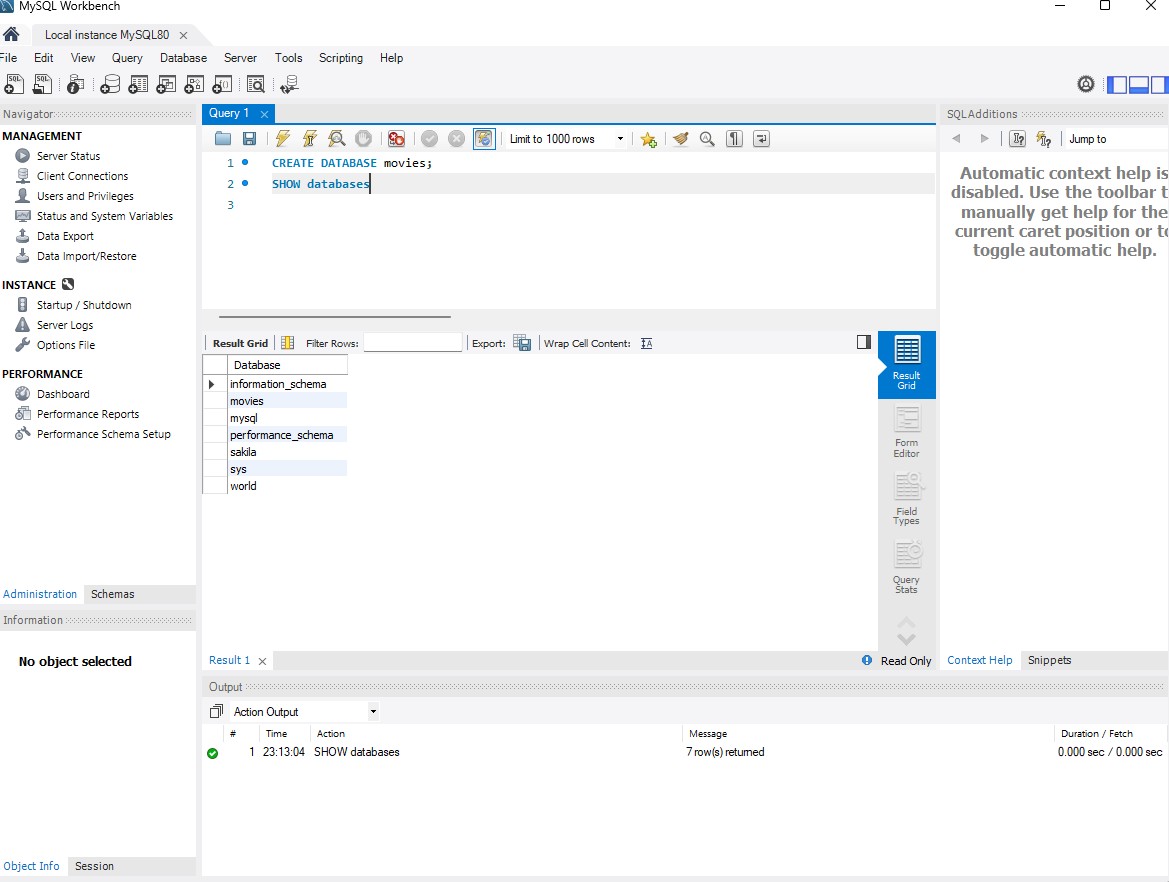 MySQL Workbench
Local instance MySQL80
File Edit View Query Database Server Tools Scripting Help
Navigator
MANAGEMENT
Server Status
Client Connections
Users and Privileges
Status and System Variables
Data Export
Data Import/Restore
INSTANCE
Startup / Shutdown
Server Logs
Options File
PERFORMANCE
Dashboard
Performance Reports
Performance Schema Setup
Administration Schemas
Information
No object selected
Object Info Session
Query 1
Limit to 1000 rows
1 CREATE DATABASE movies;
2 SHOW databases
3
Result Grid Filter Rows: Export: Wrap Cell Content:
Database
information_schema
movies
mysql
performance_schema
sakila
sys
world
Result
Grid
Form
Editor
Field
Types
Query
Stats
Result 1 Read Only
Output
Action Output
# Time Action Message Duration / Fetch
1 23:13:04 SHOW databases 7 row(s) returned 0.000 sec / 0.000 sec
SQLAdditions
Jump to
Automatic context help is
disabled. Use the toolbar t
manually get help for the
current caret position or to
toggle automatic help.
Context Help Snippets